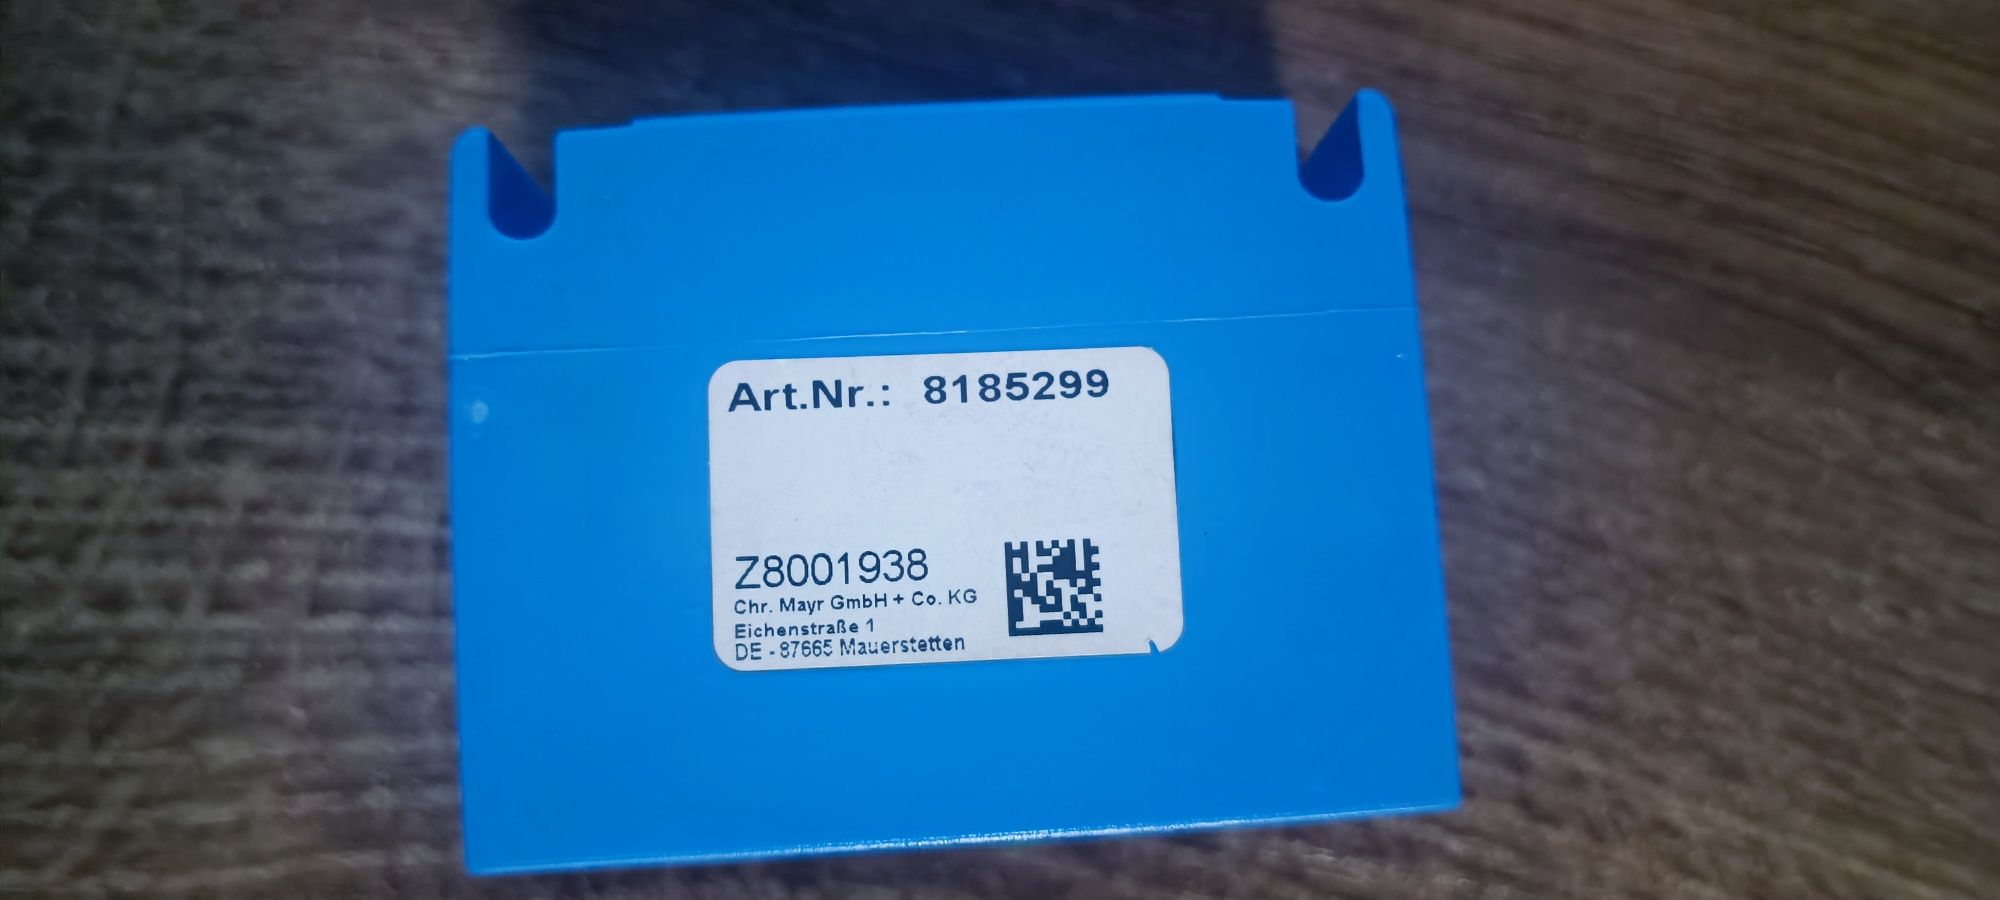 Art.Nr.: 8185299
Z8001938
Chr. Mayr GmbH + Co. KG
Eichenstraße 1
DE - 87665 Mauerstetten